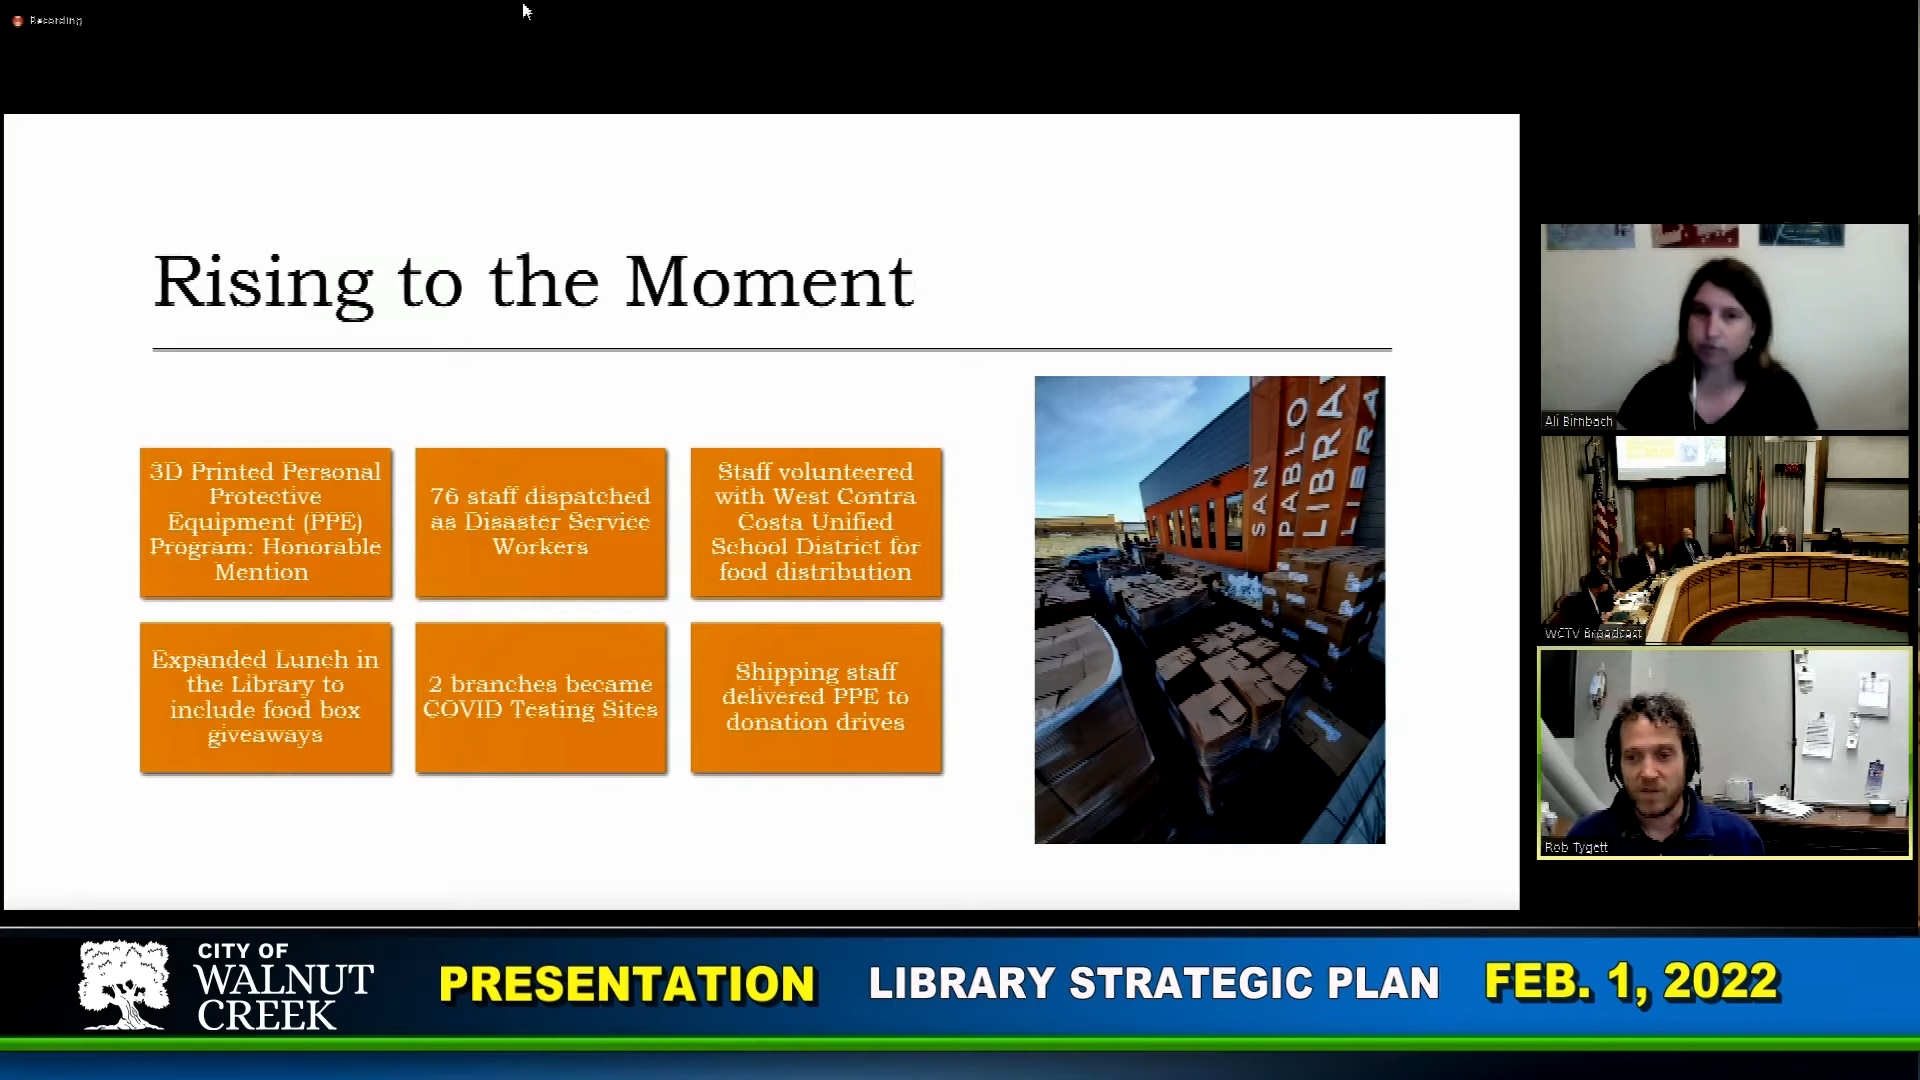 Recording
Rising to the Moment
3D Printed Personal
Protective
Equipment (PPE)
Program: Honorable
Mention
76 staff dispatched
as Disaster Service
Workers
Staff volunteered
with West Contra
Costa Unified
School District for
food distribution
Expanded Lunch in
the Library to
include food box
giveaways
2 branches became
COVID Testing Sites
Shipping staff
delivered PPE to
donation drives
SAN
PABLO
LIBRA
LIBRA
Ali Birnbach
WCTV Broadcast
Rob Tygett
CITY OF
WALNUT
CREEK
PRESENTATION LIBRARY STRATEGIC PLAN FEB. 1, 2022